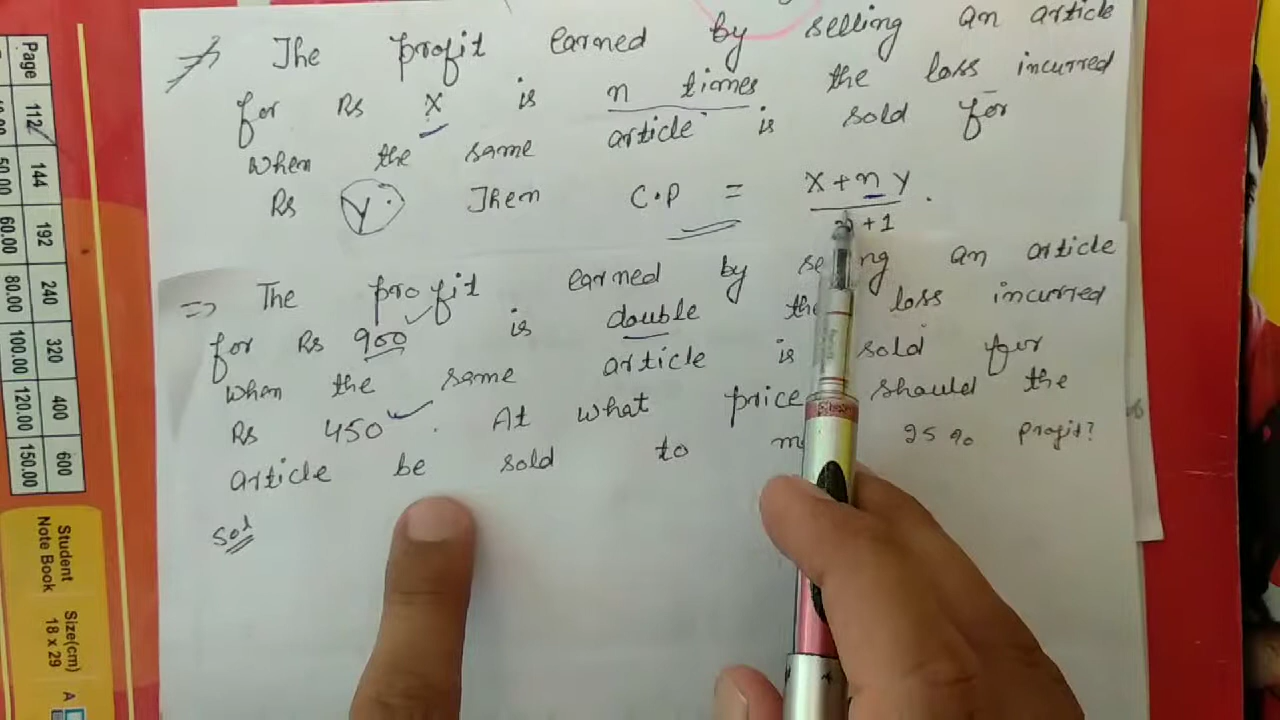 The profit earned by selling an article
for Rs X is n times the loss incurred
When the same article is sold for
Rs Y. Then C.P = X + n Y / n + 1 .
=> The profit earned by selling an article
for Rs 900 is double the loss incurred
When the same article is sold for
Rs 450 . At what price should the
article be sold to 25% profit?
Sol
Page 112 144 192 240 320 400 600
50.00 60.00 80.00 100.00 120.00 150.00
Student Note Book
Size(cm) 18 x 29
A